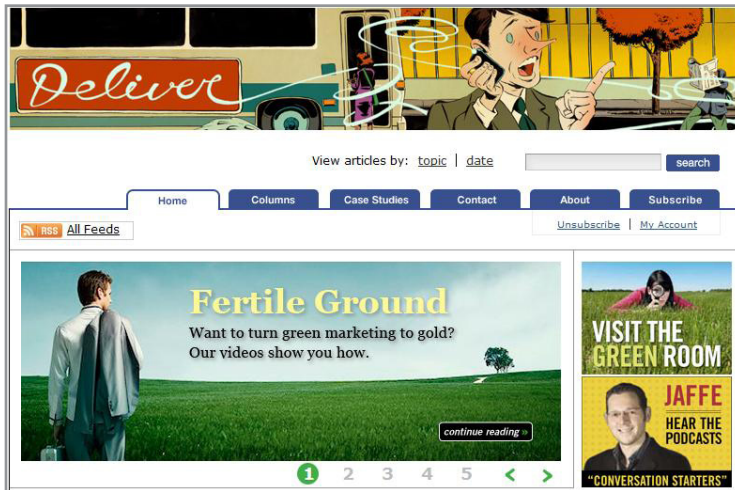 Deliver
View articles by: topic | date
search
Home
Columns
Case Studies
Contact
About
Subscribe
RSS All Feeds
Unsubscribe | My Account
Fertile Ground
Want to turn green marketing to gold?
Our videos show you how.
continue reading »
1 2 3 4 5 < >
VISIT THE
GREEN ROOM
JAFFE
HEAR THE
PODCASTS
"CONVERSATION STARTERS"